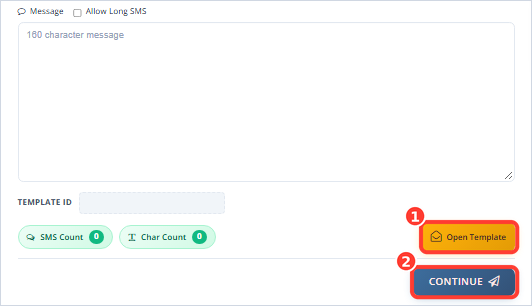 Message Allow Long SMS
160 character message
TEMPLATE ID
1
SMS Count 0 Char Count 0 Open Template
2
CONTINUE